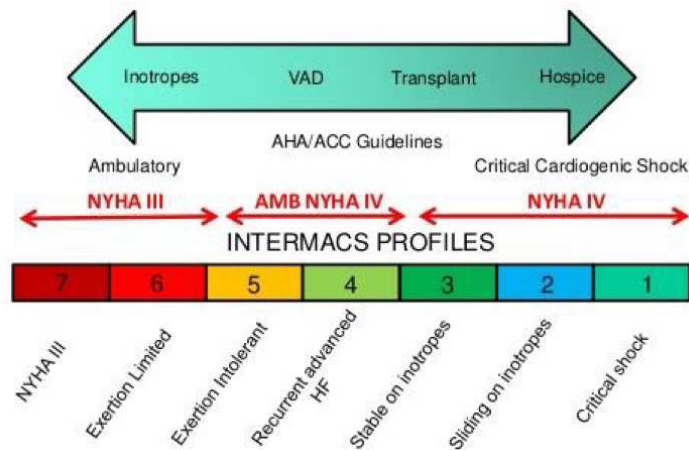 Inotropes VAD Transplant Hospice
AHA/ACC Guidelines
Ambulatory Critical Cardiogenic Shock
NYHA III AMB NYHA IV NYHA IV
INTERMACS PROFILES
7 6 5 4 3 2 1
NYHA III
Exertion Limited
Exertion Intolerant
Recurrent advanced
HF
Stable on inotropes
Sliding on inotropes
Critical shock